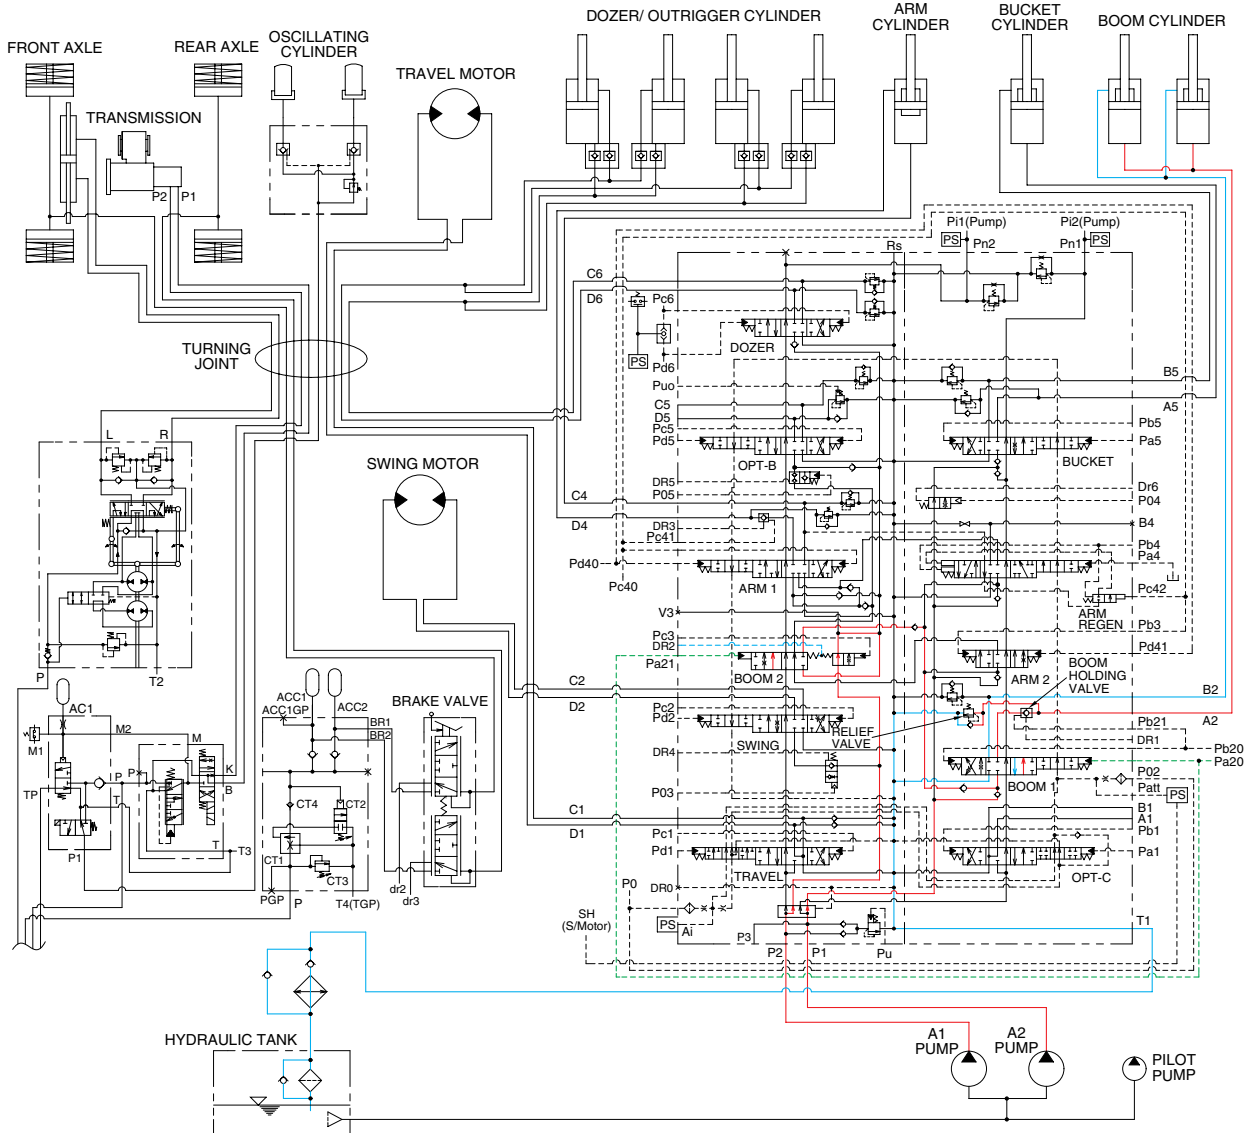 DOZER/ OUTRIGGER CYLINDER
ARM
CYLINDER
BUCKET
CYLINDER
BOOM CYLINDER
FRONT AXLE
REAR AXLE
OSCILLATING
CYLINDER
TRAVEL MOTOR
TRANSMISSION
P2
P1
Pi1(Pump)
Pi2(Pump)
PS
Pn2
Pn1
PS
Rs
C6
D6
Pc6
DOZER
PS
Pd6
TURNING
JOINT
Puo
C5
D5
Pc5
Pd5
OPT-B
B5
A5
Pb5
Pa5
BUCKET
L
R
SWING MOTOR
DR5
P05
C4
D4
DR3
Pc41
Pd40
Pc40
ARM 1
Dr6
P04
B4
Pb4
Pa4
Pc42
ARM
REGEN
V3
Pc3
DR2
Pa21
BOOM 2
Pb3
Pd41
ARM 2
BOOM
HOLDING
VALVE
P
T2
C2
D2
Pc2
Pd2
SWING
RELIEF
VALVE
B2
A2
Pb21
DR1
Pb20
Pa20
BOOM 1
AC1
M2
M1
M
K
B
TP
P
P
T
T
T3
P1
ACC1
ACC1GP
ACC2
BR1
BR2
BRAKE VALVE
CT4
CT2
CT1
CT3
PGP
P
T4(TGP)
dr2
dr3
DR4
P03
P02
Patt
PS
C1
D1
Pc1
Pd1
TRAVEL
B1
A1
Pb1
Pa1
OPT-C
P0
DR0
SH
(S/Motor)
PS
Ai
P3
P2
P1
Pu
T1
HYDRAULIC TANK
A1
PUMP
A2
PUMP
PILOT
PUMP